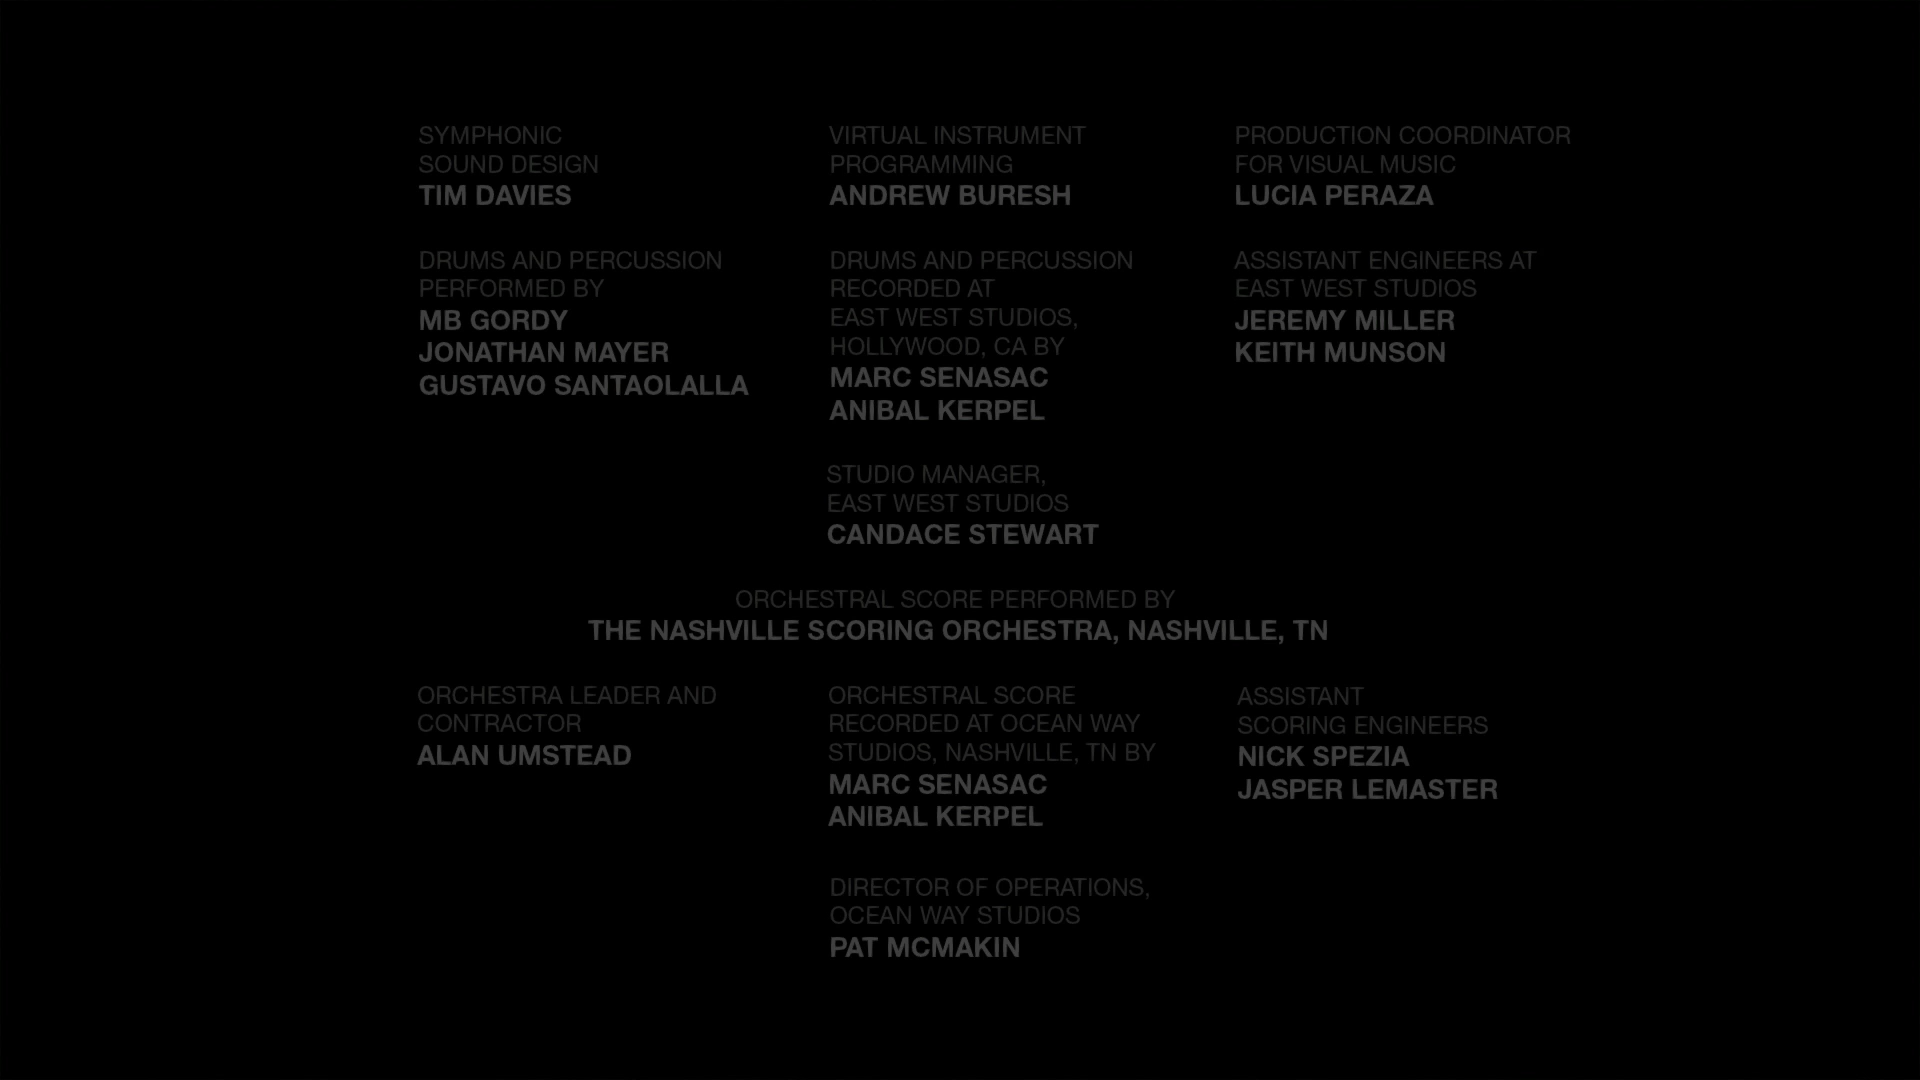 SYMPHONIC
SOUND DESIGN
TIM DAVIES
VIRTUAL INSTRUMENT
PROGRAMMING
ANDREW BURESH
PRODUCTION COORDINATOR
FOR VISUAL MUSIC
LUCIA PERAZA
DRUMS AND PERCUSSION
PERFORMED BY
MB GORDY
JONATHAN MAYER
GUSTAVO SANTAOLALLA
DRUMS AND PERCUSSION
RECORDED AT
EAST WEST STUDIOS,
HOLLYWOOD, CA BY
MARC SENASAC
ANIBAL KERPEL
ASSISTANT ENGINEERS AT
EAST WEST STUDIOS
JEREMY MILLER
KEITH MUNSON
STUDIO MANAGER,
EAST WEST STUDIOS
CANDACE STEWART
ORCHESTRAL SCORE PERFORMED BY
THE NASHVILLE SCORING ORCHESTRA, NASHVILLE, TN
ORCHESTRA LEADER AND
CONTRACTOR
ALAN UMSTEAD
ORCHESTRAL SCORE
RECORDED AT OCEAN WAY
STUDIOS, NASHVILLE, TN BY
MARC SENASAC
ANIBAL KERPEL
ASSISTANT
SCORING ENGINEERS
NICK SPEZIA
JASPER LEMASTER
DIRECTOR OF OPERATIONS,
OCEAN WAY STUDIOS
PAT MCMAKIN